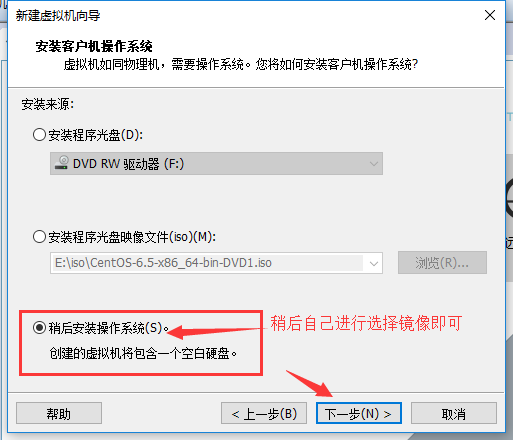 新建虚拟机向导
安装客户机操作系统
虚拟机如同物理机，需要操作系统。您将如何安装客户机操作系统?
安装来源:
安装程序光盘(D):
DVD RW 驱动器 (F:)
安装程序光盘映像文件(iso)(M):
E:\iso\CentOS-6.5-x86_64-bin-DVD1.iso
浏览(R)...
稍后安装操作系统(S)。
稍后自己进行选择镜像即可
创建的虚拟机将包含一个空白硬盘。
帮助
< 上一步(B)
下一步(N) >
取消